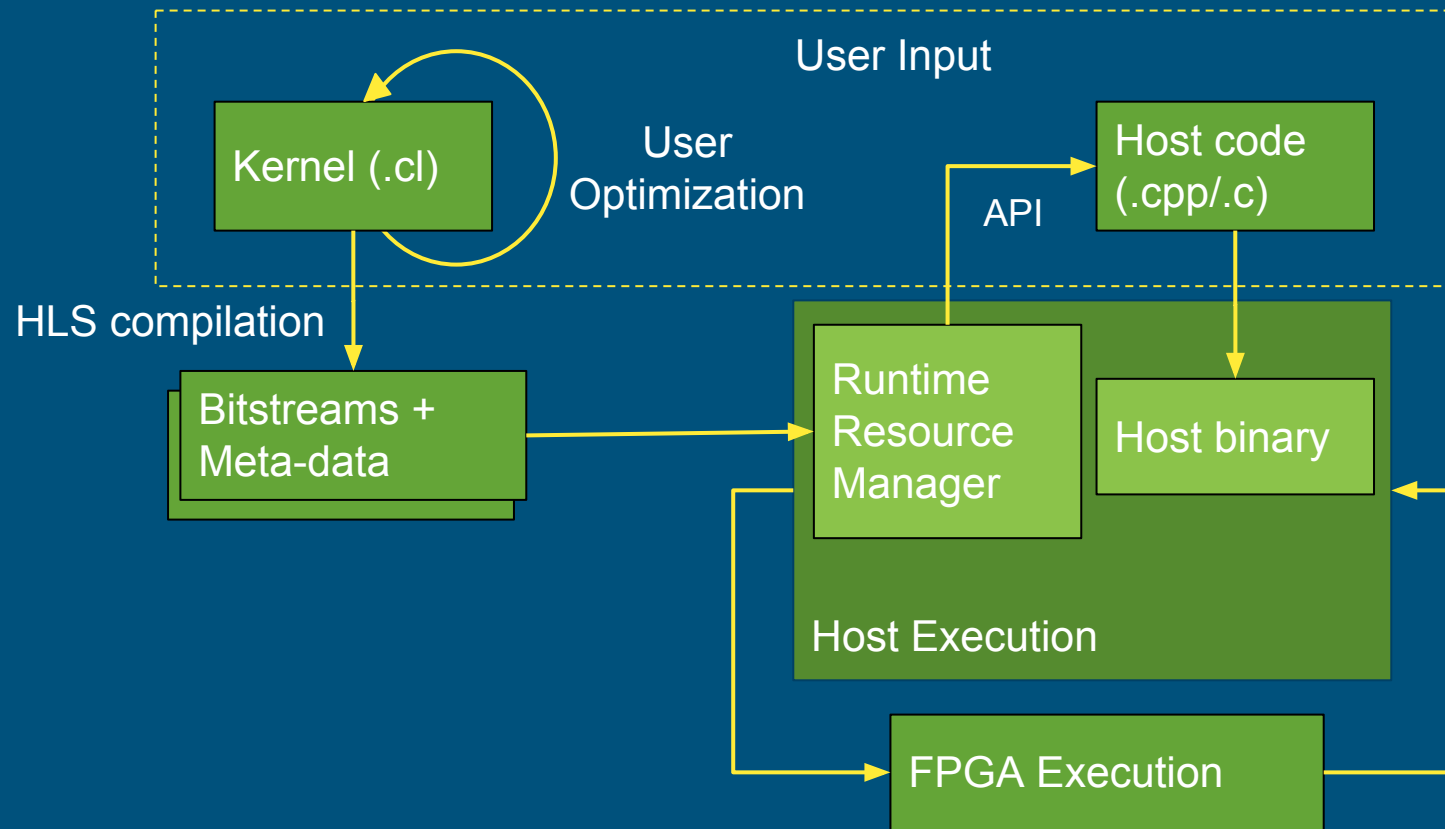 User Input
Kernel (.cl)
User
Optimization
API
Host code
(.cpp/.c)
HLS compilation
Bitstreams +
Meta-data
Runtime
Resource
Manager
Host binary
Host Execution
FPGA Execution